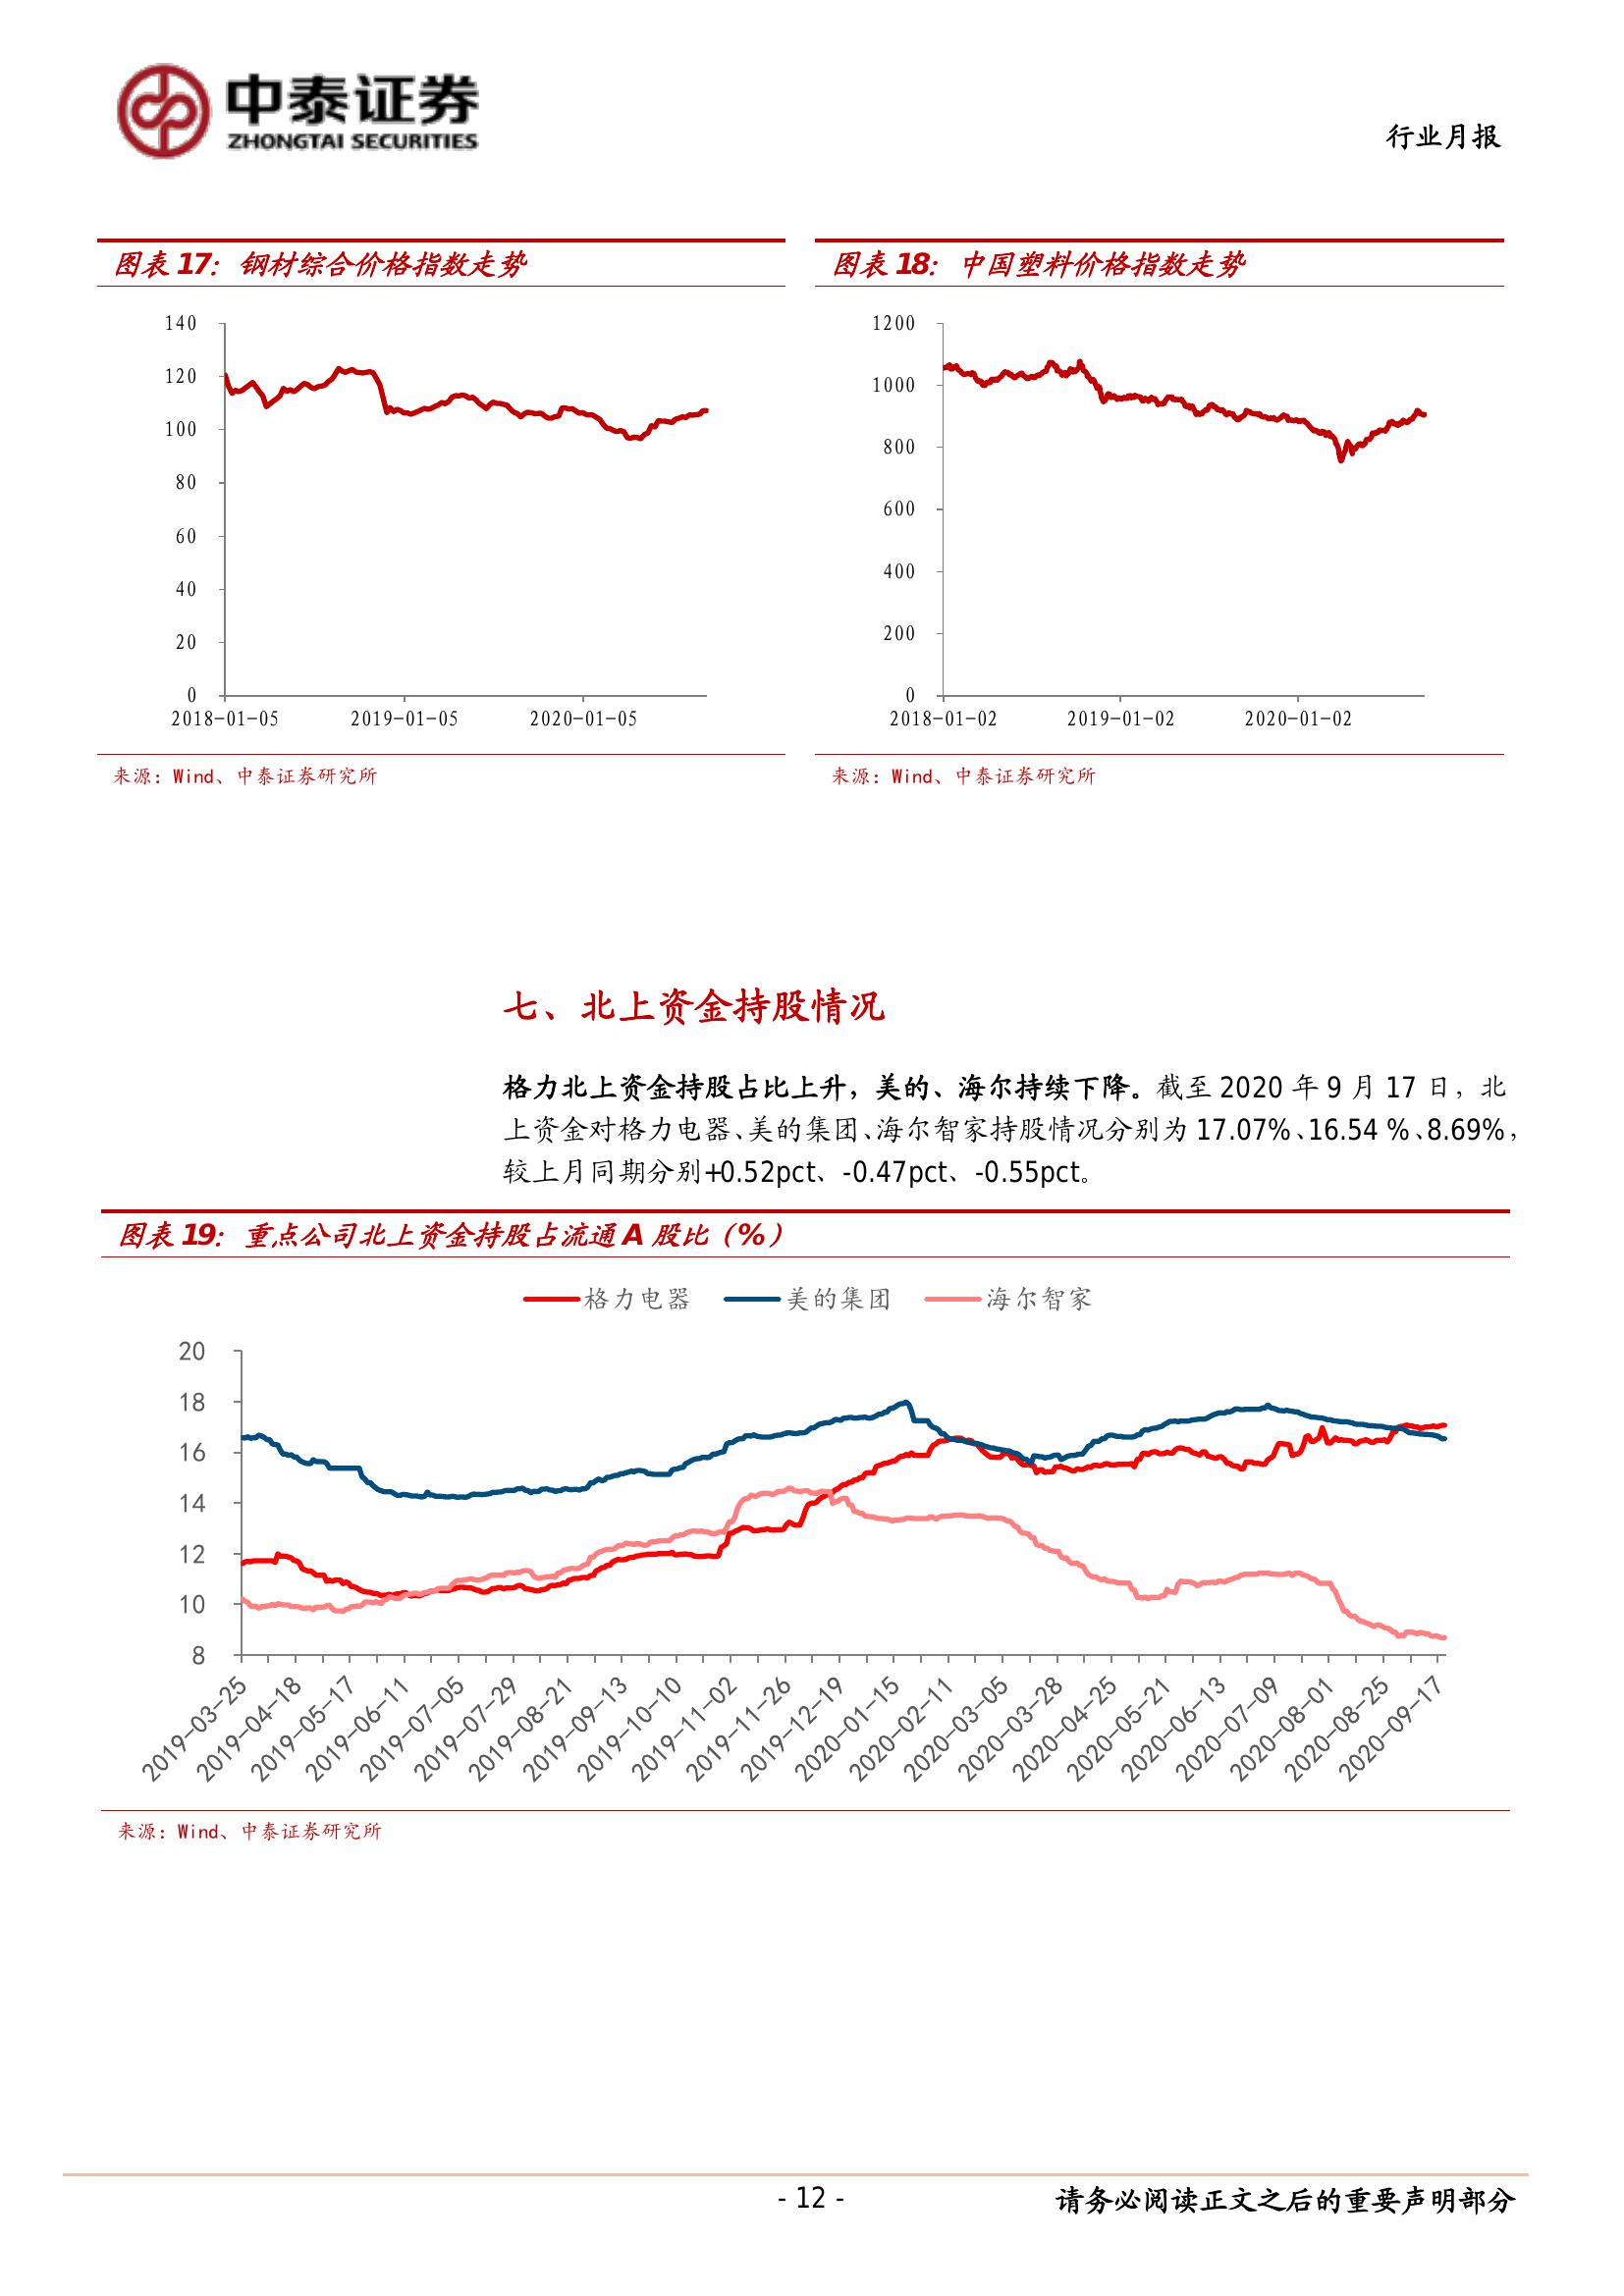 中泰证券
ZHONGTAI SECURITIES
行业月报
图表 17：钢材综合价格指数走势
140
120
100
80
60
40
20
0
2018-01-05 2019-01-05 2020-01-05
来源：Wind、中泰证券研究所
图表 18：中国塑料价格指数走势
1200
1000
800
600
400
200
0
2018-01-02 2019-01-02 2020-01-02
来源：Wind、中泰证券研究所
七、北上资金持股情况
格力北上资金持股占比上升，美的、海尔持续下降。截至 2020 年 9 月 17 日，北
上资金对格力电器、美的集团、海尔智家持股情况分别为 17.07%、16.54 %、8.69%，
较上月同期分别+0.52pct、-0.47pct、-0.55pct。
图表 19：重点公司北上资金持股占流通 A 股比（%）
格力电器 美的集团 海尔智家
20
18
16
14
12
10
8
2019-03-25 2019-04-18 2019-05-17 2019-06-11 2019-07-05 2019-07-29 2019-08-21 2019-09-13 2019-10-10 2019-11-02 2019-11-26 2019-12-19 2020-01-15 2020-02-11 2020-03-05 2020-03-28 2020-04-25 2020-05-21 2020-06-13 2020-07-09 2020-08-01 2020-08-25 2020-09-17
来源：Wind、中泰证券研究所
- 12 -
请务必阅读正文之后的重要声明部分